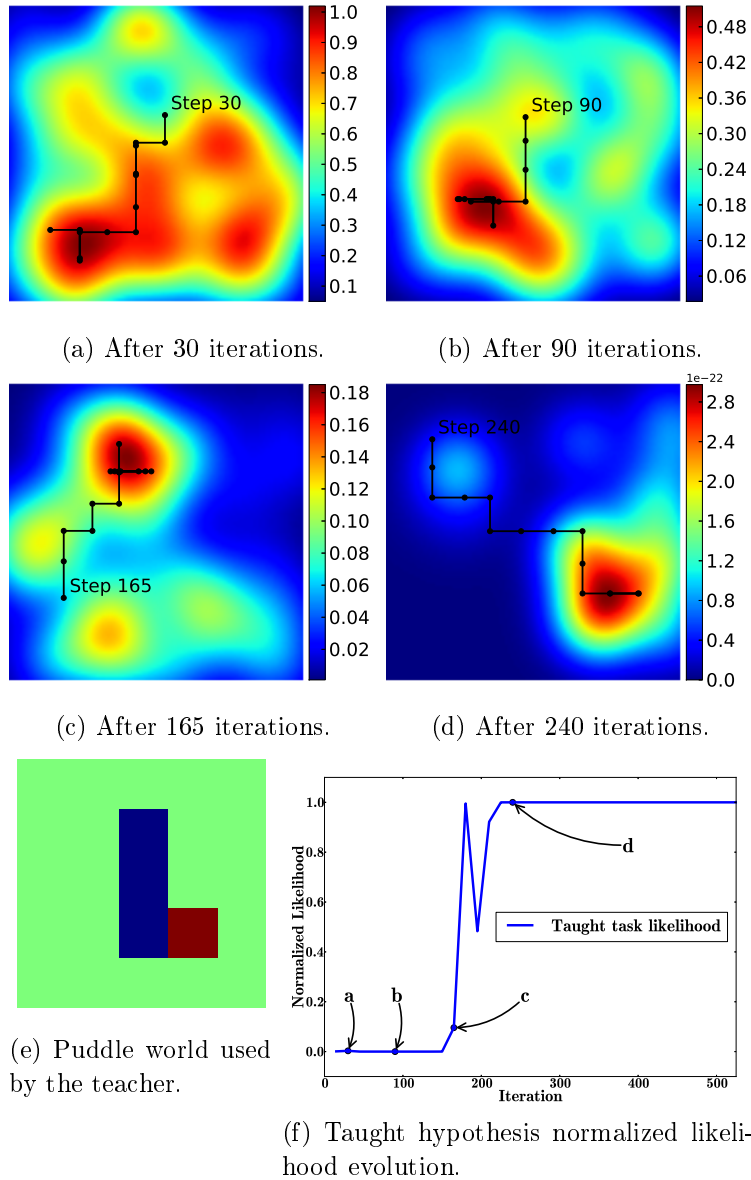 Step 30
1.0
0.9
0.8
0.7
0.6
0.5
0.4
0.3
0.2
0.1
(a) After 30 iterations.
Step 90
0.48
0.42
0.36
0.30
0.24
0.18
0.12
0.06
(b) After 90 iterations.
Step 165
0.18
0.16
0.14
0.12
0.10
0.08
0.06
0.04
0.02
(c) After 165 iterations.
Step 240
1e−22
2.8
2.4
2.0
1.6
1.2
0.8
0.4
0.0
(d) After 240 iterations.
(e) Puddle world used
by the teacher.
Normalized Likelihood
1.0
0.8
0.6
0.4
0.2
0.0
a
b
c
d
Taught task likelihood
0
100
200
300
400
500
Iteration
(f) Taught hypothesis normalized likeli-
hood evolution.